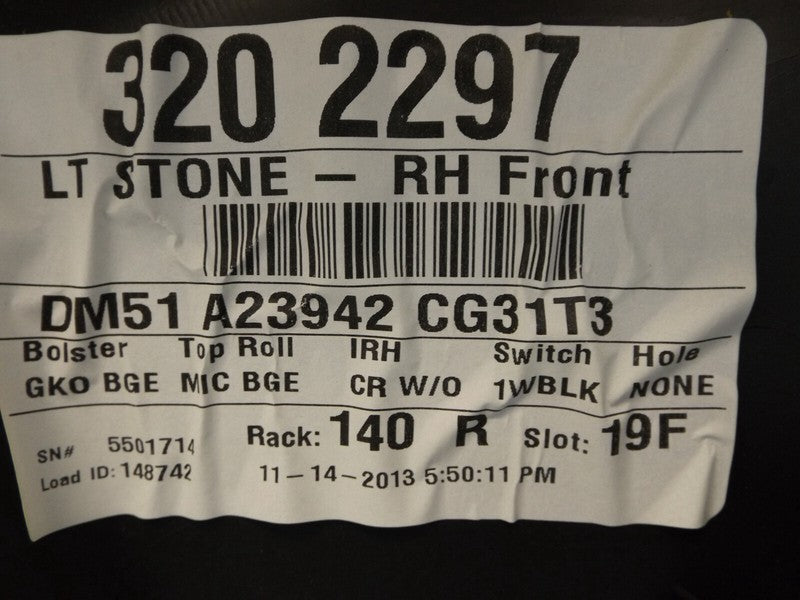 320 2297
LT STONE – RH Front
DM51 A23942 CG31T3
Bolster Top Roll IRH Switch Hole
GKO BGE MIC BGE CR W/O 1WBLK NONE
SN# 5501714 Rack: 140 R Slot: 19F
Load ID: 148742 11-14-2013 5:50:11 PM